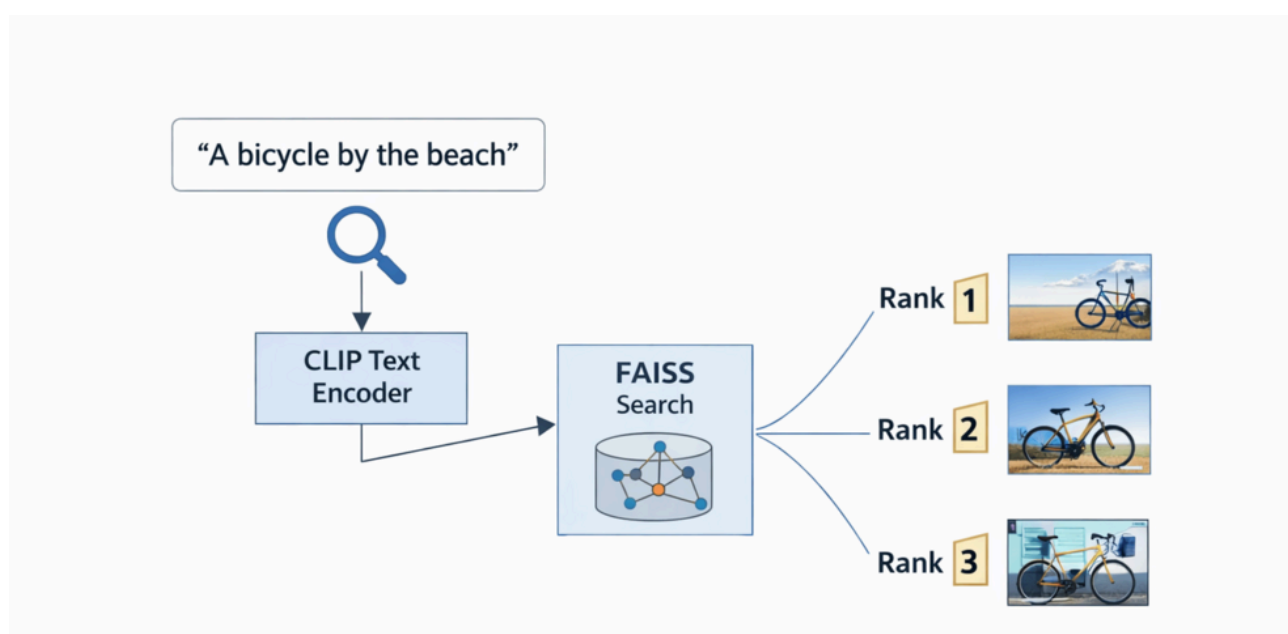 “A bicycle by the beach”
CLIP Text
Encoder
FAISS
Search
Rank 1
Rank 2
Rank 3